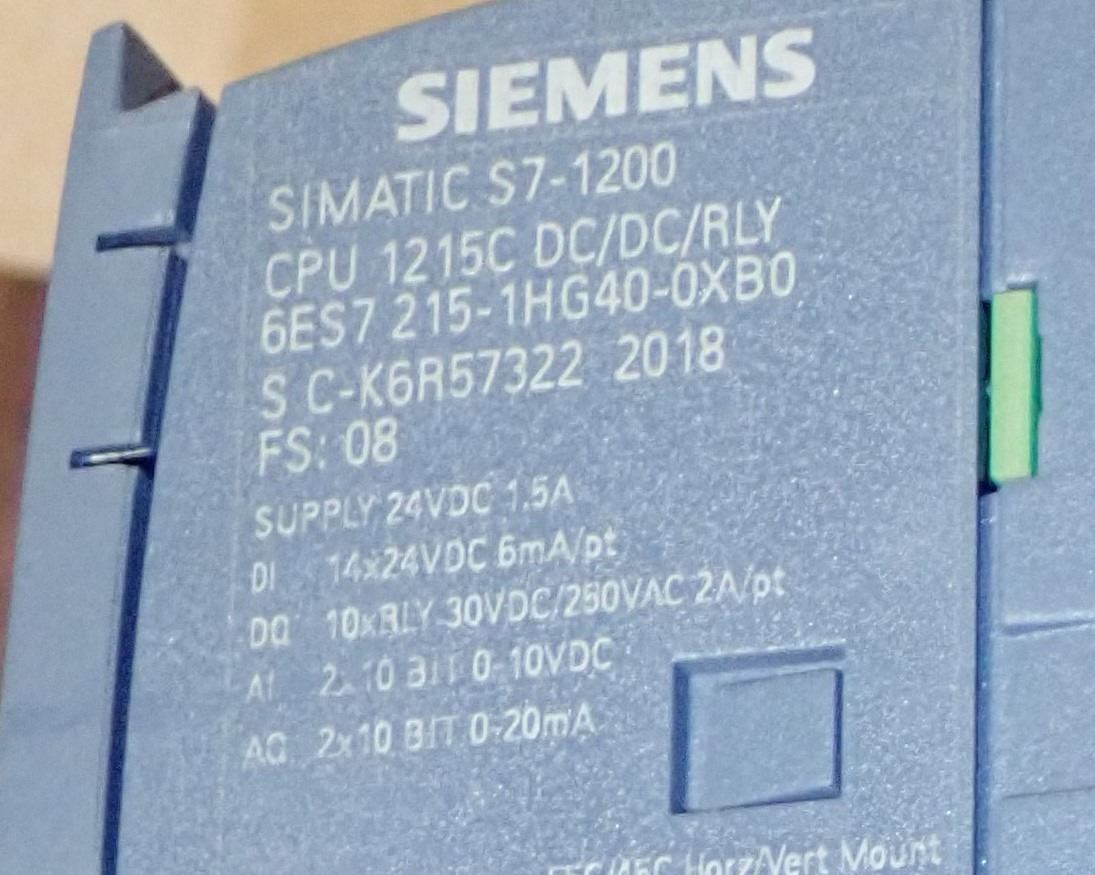 SIEMENS
SIMATIC S7-1200
CPU 1215C DC/DC/RLY
6ES7 215-1HG40-0XB0
S C-K6R57322 2018
FS: 08
SUPPLY 24VDC 1.5A
DI 14x24VDC 6mA/pt
DQ 10xRLY 30VDC/250VAC 2A/pt
AI 2x10 BIT 0-10VDC
AQ 2x10 BIT 0-20mA
Horz/Vert Mount